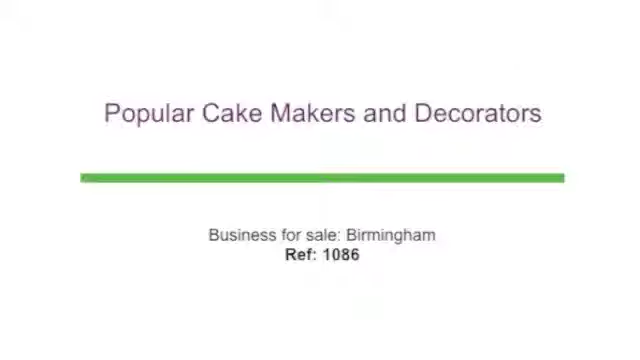 Popular Cake Makers and Decorators
Business for sale: Birmingham
Ref: 1086